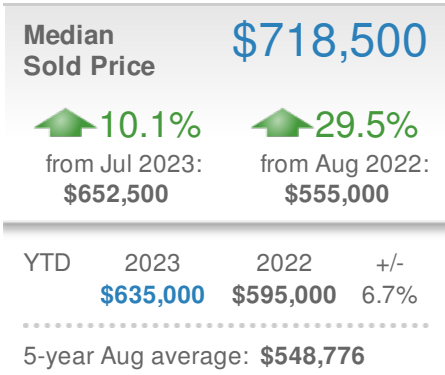 Median
Sold Price
$718,500
10.1% 29.5%
from Jul 2023: from Aug 2022:
$652,500 $555,000
YTD 2023 2022 +/-
$635,000 $595,000 6.7%
5-year Aug average: $548,776